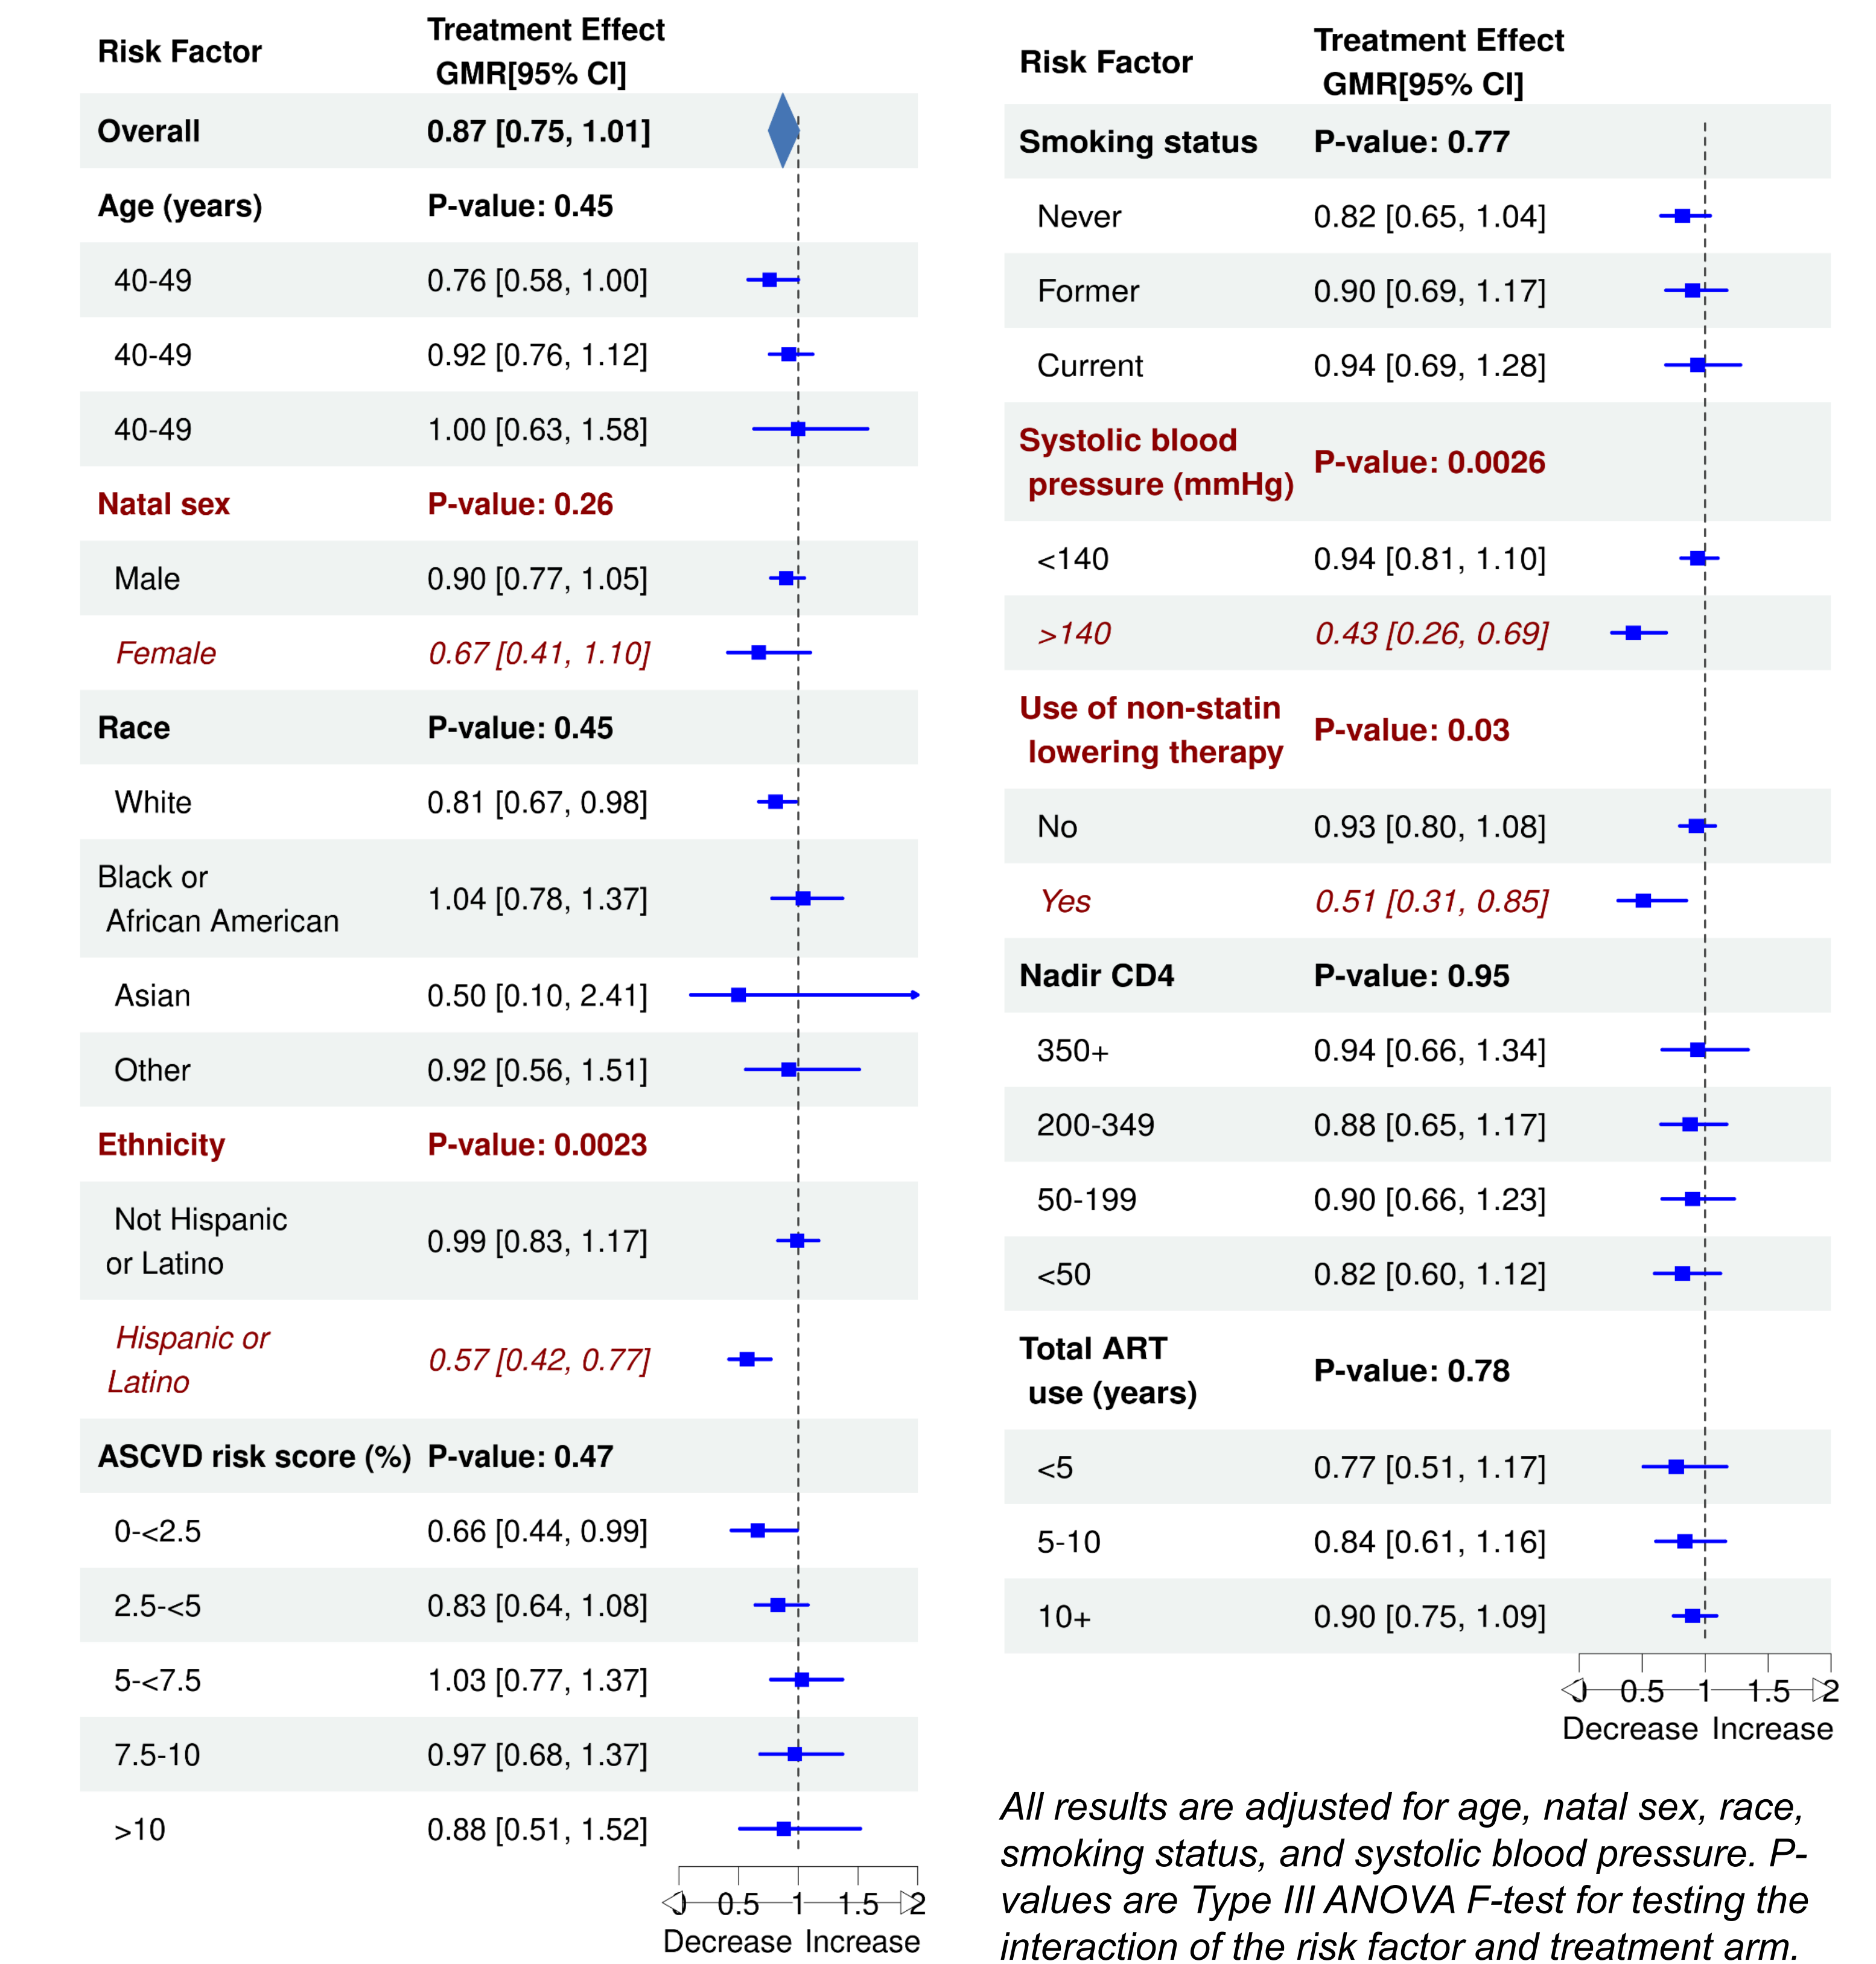 Risk Factor
Treatment Effect
GMR[95% CI]
Overall 0.87 [0.75, 1.01]
Age (years) P-value: 0.45
40-49 0.76 [0.58, 1.00]
40-49 0.92 [0.76, 1.12]
40-49 1.00 [0.63, 1.58]
Natal sex P-value: 0.26
Male 0.90 [0.77, 1.05]
Female 0.67 [0.41, 1.10]
Race P-value: 0.45
White 0.81 [0.67, 0.98]
Black or
African American 1.04 [0.78, 1.37]
Asian 0.50 [0.10, 2.41]
Other 0.92 [0.56, 1.51]
Ethnicity P-value: 0.0023
Not Hispanic
or Latino 0.99 [0.83, 1.17]
Hispanic or
Latino 0.57 [0.42, 0.77]
ASCVD risk score (%) P-value: 0.47
0-<2.5 0.66 [0.44, 0.99]
2.5-<5 0.83 [0.64, 1.08]
5-<7.5 1.03 [0.77, 1.37]
7.5-10 0.97 [0.68, 1.37]
>10 0.88 [0.51, 1.52]
0 0.5 1 1.5 2
Decrease Increase
Risk Factor
Treatment Effect
GMR[95% CI]
Smoking status P-value: 0.77
Never 0.82 [0.65, 1.04]
Former 0.90 [0.69, 1.17]
Current 0.94 [0.69, 1.28]
Systolic blood
pressure (mmHg) P-value: 0.0026
<140 0.94 [0.81, 1.10]
>140 0.43 [0.26, 0.69]
Use of non-statin
lowering therapy P-value: 0.03
No 0.93 [0.80, 1.08]
Yes 0.51 [0.31, 0.85]
Nadir CD4 P-value: 0.95
350+ 0.94 [0.66, 1.34]
200-349 0.88 [0.65, 1.17]
50-199 0.90 [0.66, 1.23]
<50 0.82 [0.60, 1.12]
Total ART
use (years) P-value: 0.78
<5 0.77 [0.51, 1.17]
5-10 0.84 [0.61, 1.16]
10+ 0.90 [0.75, 1.09]
0 0.5 1 1.5 2
Decrease Increase
All results are adjusted for age, natal sex, race,
smoking status, and systolic blood pressure. P-
values are Type III ANOVA F-test for testing the
interaction of the risk factor and treatment arm.